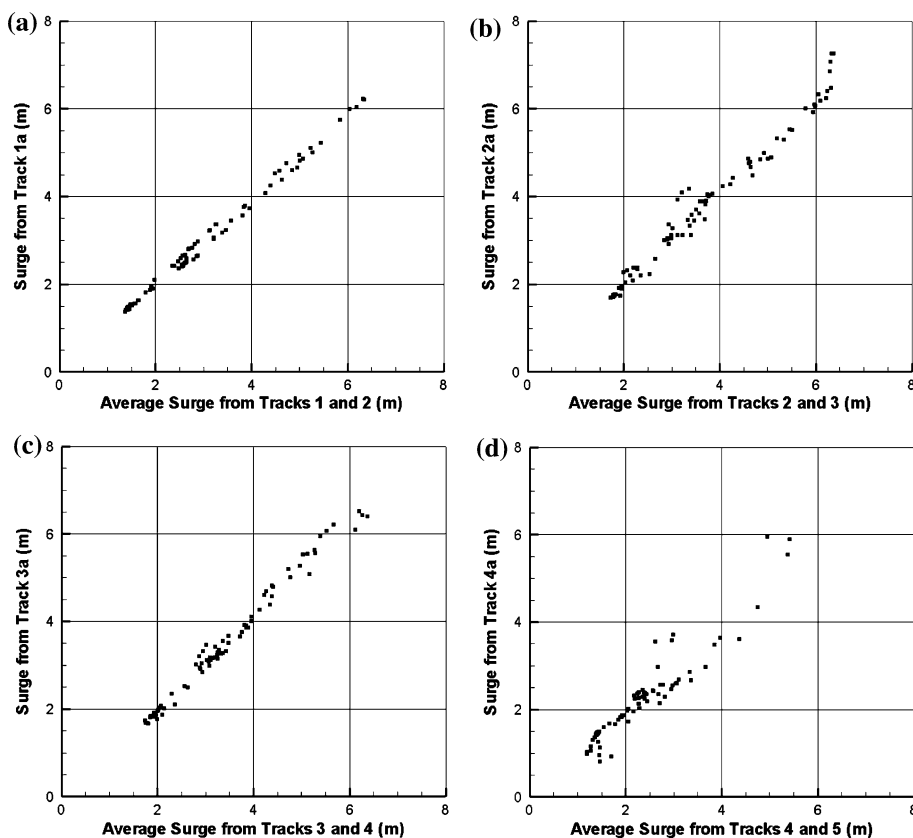 (a)
8
6
4
2
0
Surge from Track 1a (m)
0 2 4 6 8
Average Surge from Tracks 1 and 2 (m)
(b)
8
6
4
2
0
Surge from Track 2a (m)
0 2 4 6 8
Average Surge from Tracks 2 and 3 (m)
(c)
8
6
4
2
0
Surge from Track 3a (m)
0 2 4 6 8
Average Surge from Tracks 3 and 4 (m)
(d)
8
6
4
2
0
Surge from Track 4a (m)
0 2 4 6 8
Average Surge from Tracks 4 and 5 (m)